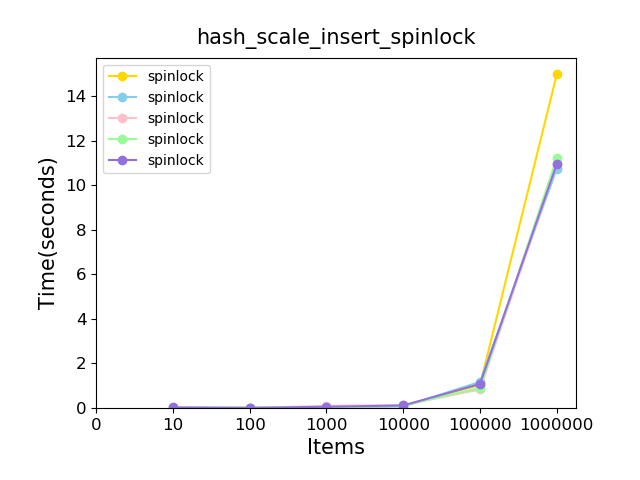 hash_scale_insert_spinlock
spinlock
spinlock
spinlock
spinlock
spinlock
Time(seconds)
14
12
10
8
6
4
2
0
0 10 100 1000 10000 100000 1000000
Items